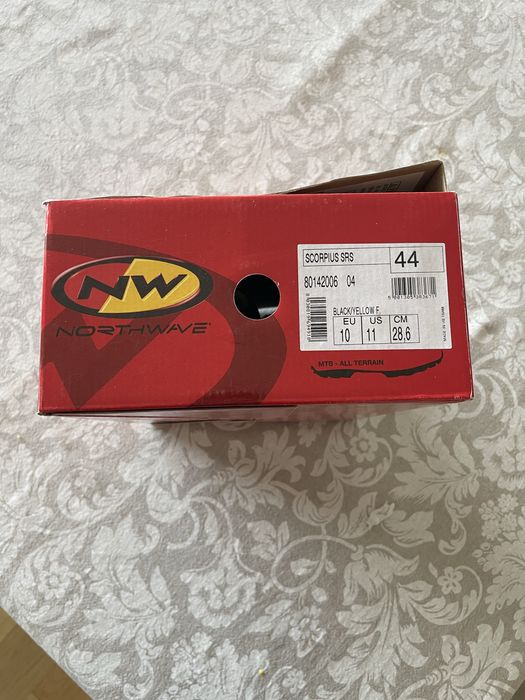 NW
NORTHWAVE
SCORPIUS SRS 44
80142006 04
BLACK/YELLOW F.
EU US CM
10 11 28,6
MTB - ALL TERRAIN